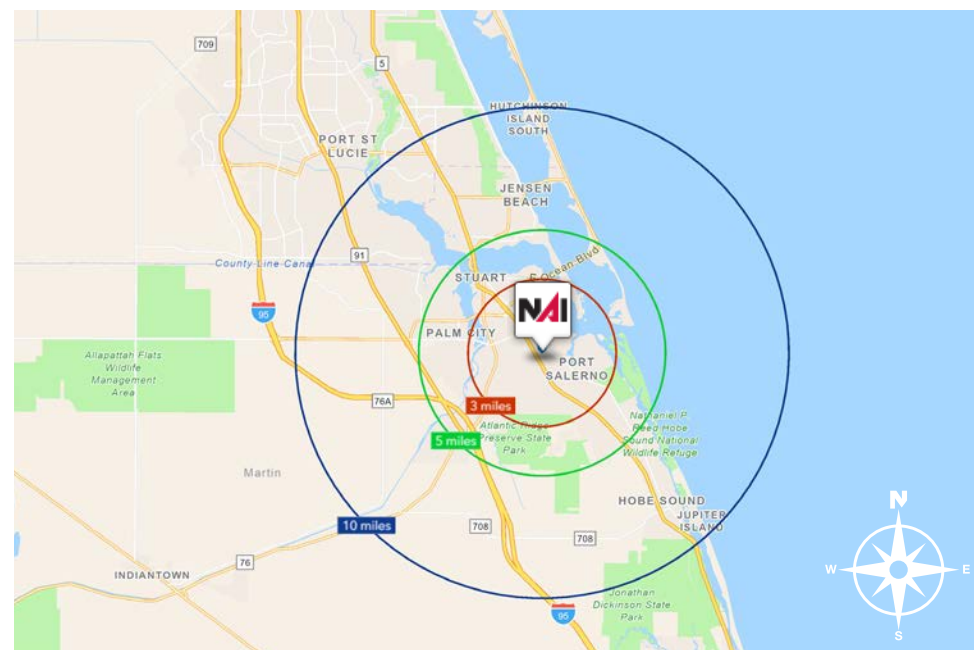 709
5
HUTCHINSON
ISLAND
SOUTH
PORT ST
LUCIE
JENSEN
BEACH
91
County Line Canal
STUART
E Ocean Blvd
95
NAI
PALM CITY
Allapattah Flats
Wildlife
Management
Area
PORT
SALERNO
76A
3 miles
Atlantic Ridge
Preserve State
Park
5 miles
Nathaniel P.
Reed Hobe
Sound National
Wildlife Refuge
Martin
HOBE SOUND
JUPITER
ISLAND
10 miles
708
708
76
INDIANTOWN
Jonathan
Dickinson State
Park
95
N
W
E
S